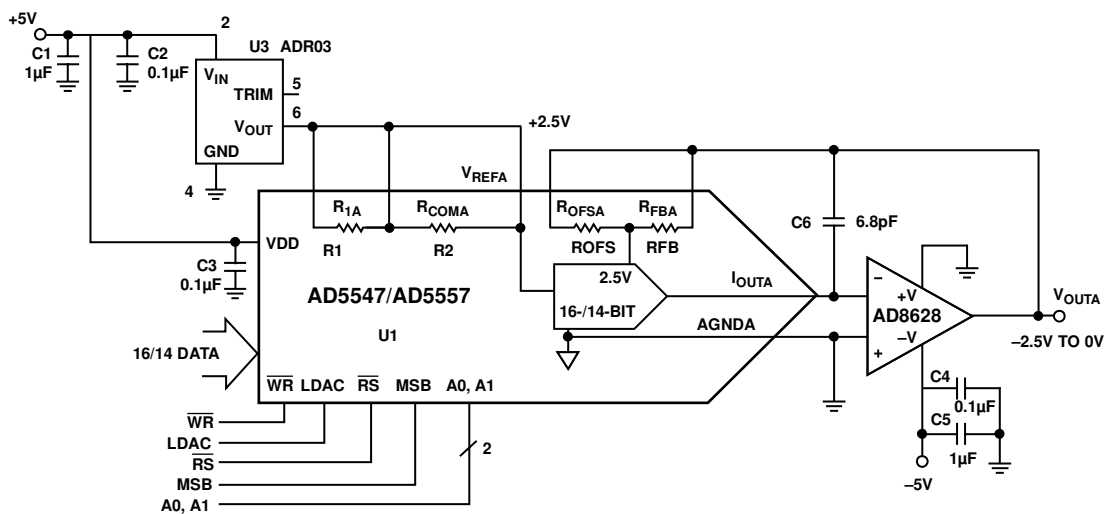 +5V
2
U3 ADR03
C1
1µF
C2
0.1µF
VIN
TRIM
5
VOUT
6
GND
4
+2.5V
VREFA
R1A
RCOMA
R1
R2
ROFSA
RFBA
ROFS
RFB
C6
6.8pF
VDD
C3
0.1µF
2.5V
16-/14-BIT
IOUTA
AGNDA
AD5547/AD5557
U1
–
+V
AD8628
–V
+
VOUTA
–2.5V TO 0V
16/14 DATA
WR LDAC RS MSB A0, A1
C4
0.1µF
C5
1µF
–5V
WR
LDAC
RS
MSB
A0, A1
2